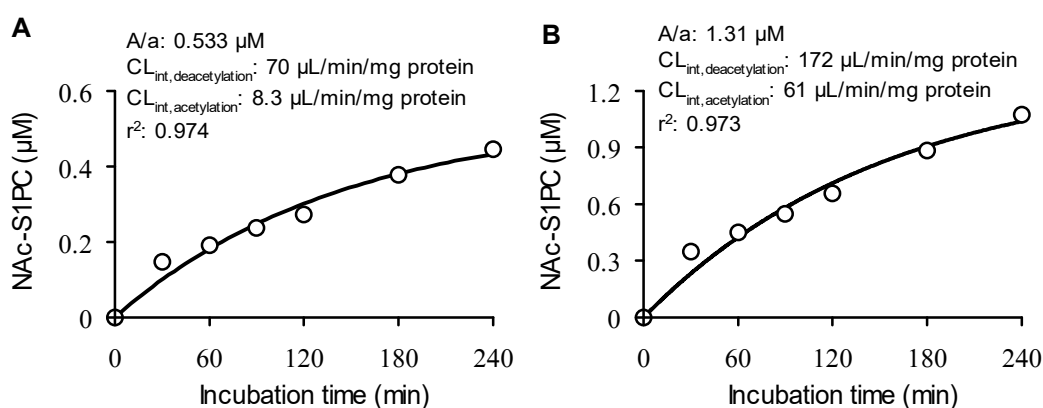 A
A/a: 0.533 µM
CLint,deacetylation: 70 µL/min/mg protein
CLint,acetylation: 8.3 µL/min/mg protein
r²: 0.974
0.6
0.4
0.2
0
NAc-S1PC (µM)
0 60 120 180 240
Incubation time (min)
B
A/a: 1.31 µM
CLint,deacetylation: 172 µL/min/mg protein
CLint,acetylation: 61 µL/min/mg protein
r²: 0.973
1.2
0.9
0.6
0.3
0
NAc-S1PC (µM)
0 60 120 180 240
Incubation time (min)